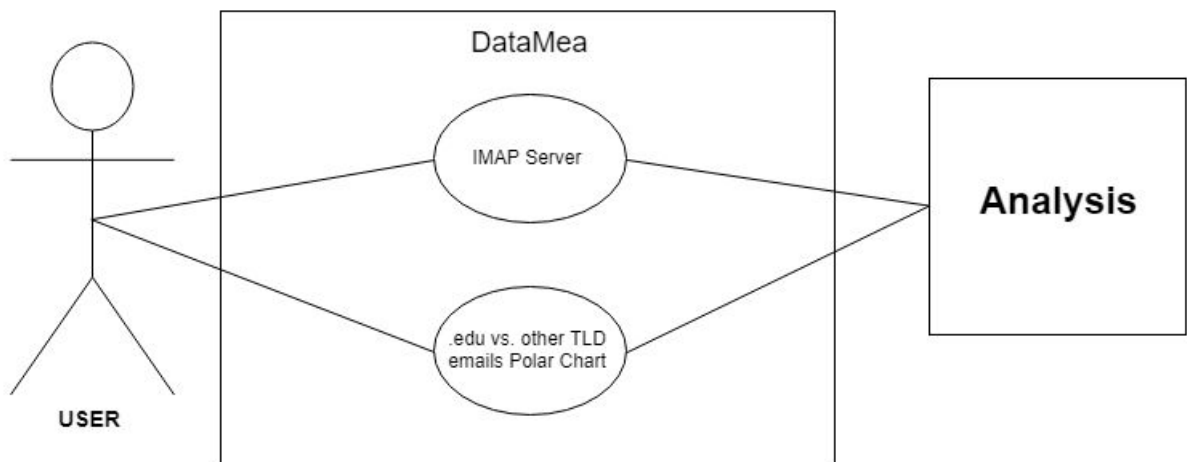 DataMea
IMAP Server
Analysis
.edu vs. other TLD
emails Polar Chart
USER